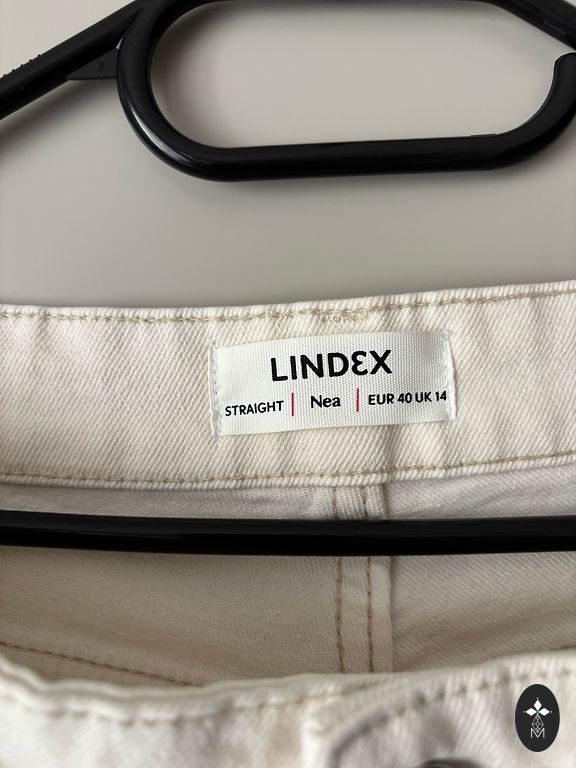 LINDEX
STRAIGHT | Nea | EUR 40 UK 14